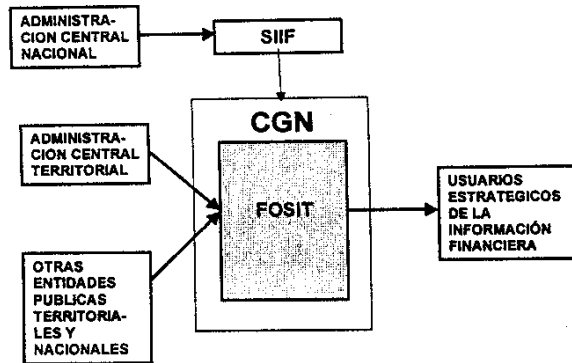 ADMINISTRA-
CION CENTRAL
NACIONAL
SIIF
CGN
ADMINISTRA-
CION CENTRAL
TERRITORIAL
FOSIT
USUARIOS
ESTRATEGICOS
DE LA
INFORMACIÓN
FINANCIERA
OTRAS
ENTIDADES
PUBLICAS
TERRITORIA-
LES Y
NACIONALES